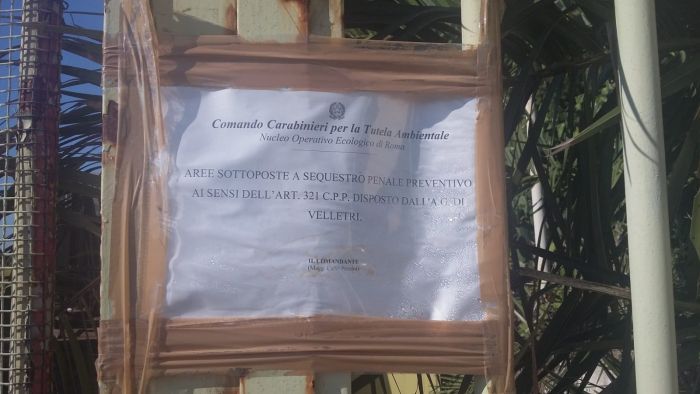 Comando Carabinieri per la Tutela Ambientale
Nucleo Operativo Ecologico di Roma
AREE SOTTOPOSTE A SEQUESTRO PENALE PREVENTIVO
AI SENSI DELL'ART. 321 C.P.P. DISPOSTO DALL'A.G. DI
VELLETRI.
IL COMANDANTE
(Magg.